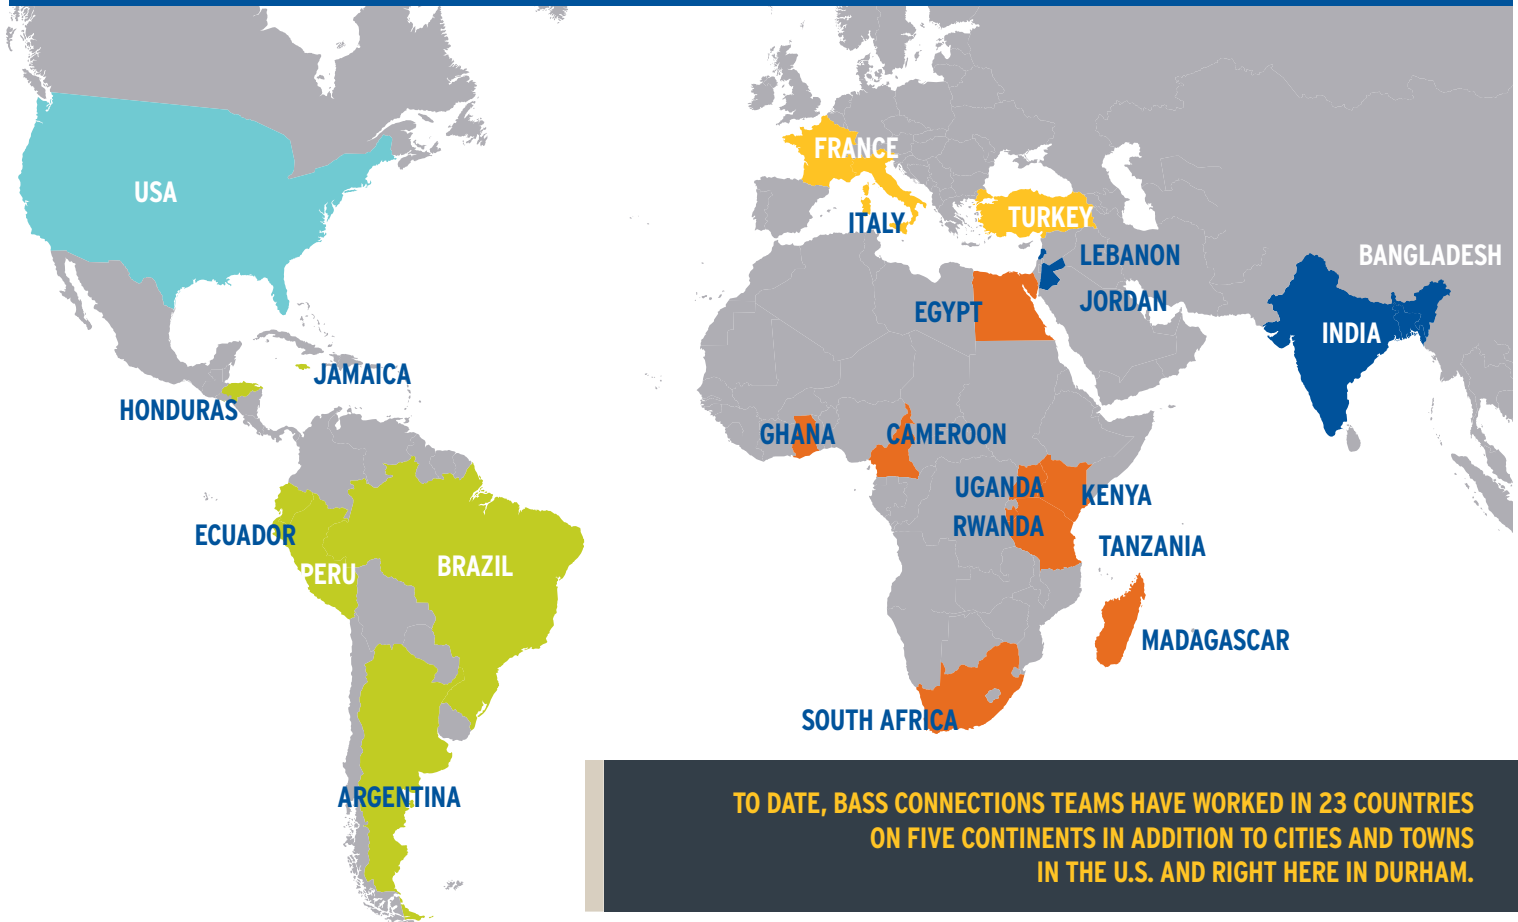 FRANCE
USA
TURKEY
ITALY
LEBANON
BANGLADESH
JORDAN
EGYPT
INDIA
JAMAICA
HONDURAS
GHANA
CAMEROON
UGANDA
KENYA
RWANDA
ECUADOR
TANZANIA
PERU
BRAZIL
MADAGASCAR
SOUTH AFRICA
ARGENTINA
TO DATE, BASS CONNECTIONS TEAMS HAVE WORKED IN 23 COUNTRIES
ON FIVE CONTINENTS IN ADDITION TO CITIES AND TOWNS
IN THE U.S. AND RIGHT HERE IN DURHAM.